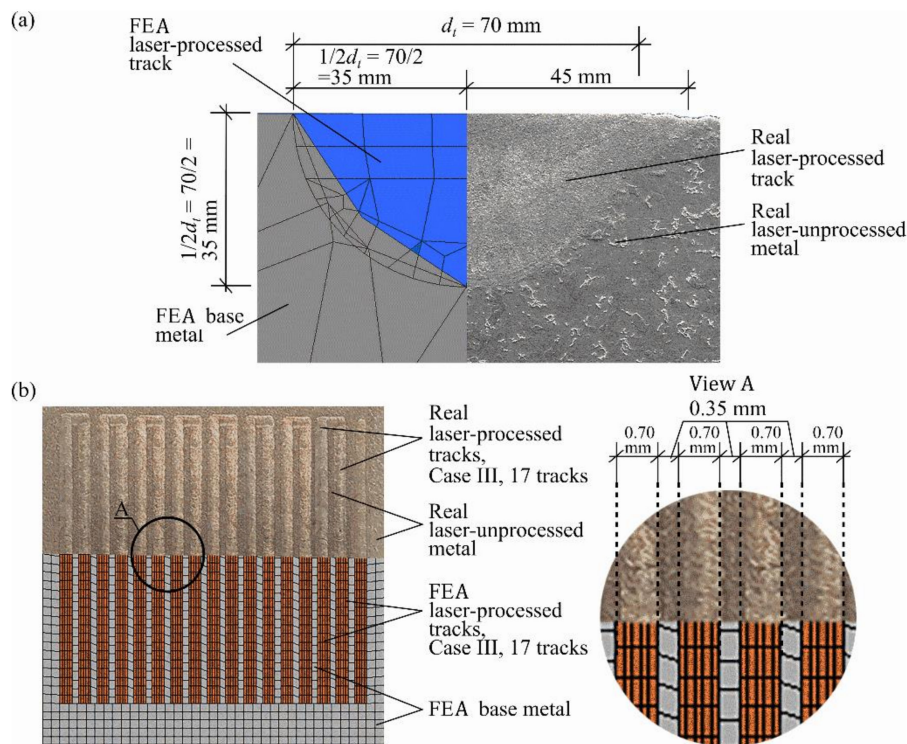 (a)
FEA
laser-processed
track
dt = 70 mm
1/2dt = 70/2
=35 mm
45 mm
1/2dt = 70/2 =
35 mm
Real
laser-processed
track
Real
laser-unprocessed
metal
FEA base
metal
(b)
Real
laser-processed
tracks,
Case III, 17 tracks
Real
laser-unprocessed
metal
A
FEA
laser-processed
tracks,
Case III, 17 tracks
FEA base metal
View A
0.35 mm
0.70
mm
0.70
mm
0.70
mm
0.70
mm